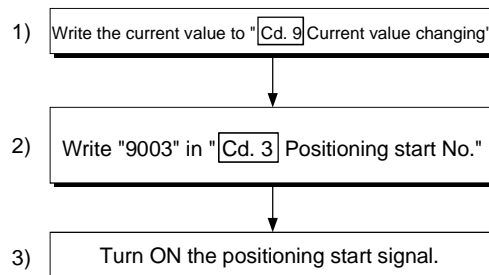 1) Write the current value to "Cd. 9 Current value changing"
2) Write "9003" in "Cd. 3 Positioning start No."
3) Turn ON the positioning start signal.